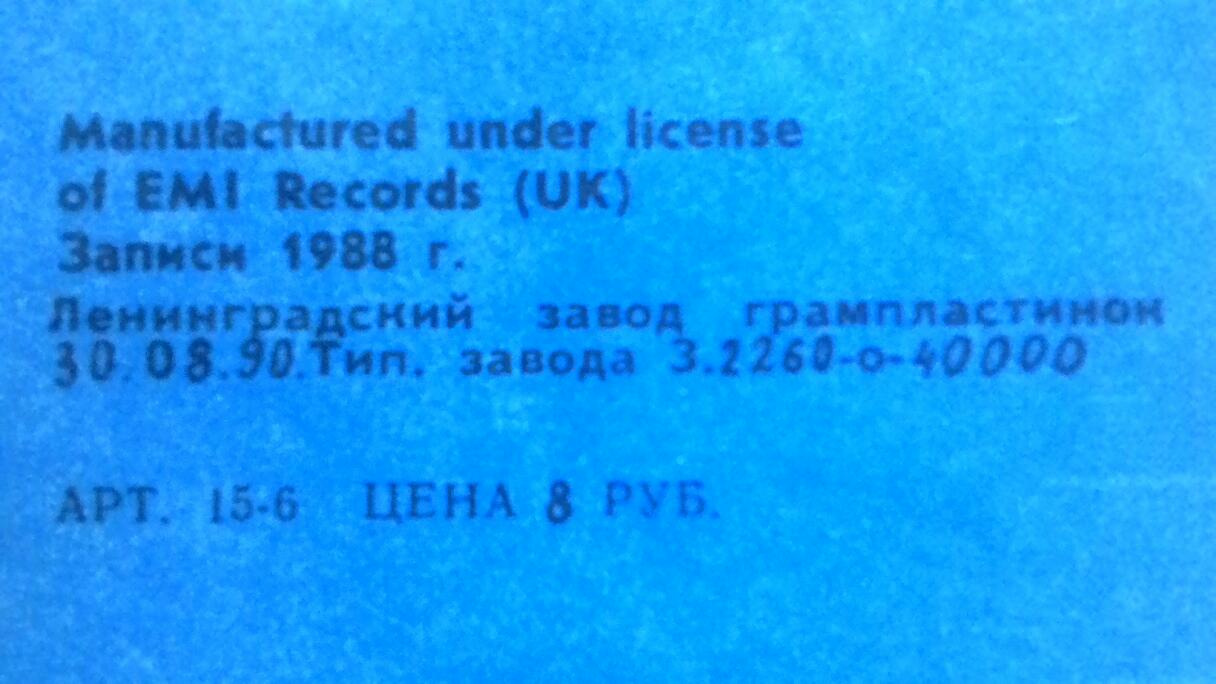 Manufactured under license
of EMI Records (UK)
Записи 1988 г.
Ленинградский завод грампластинок
30.08.90.Тип. завода З.2260-о-40000
АРТ. 15-6 ЦЕНА 8 РУБ.